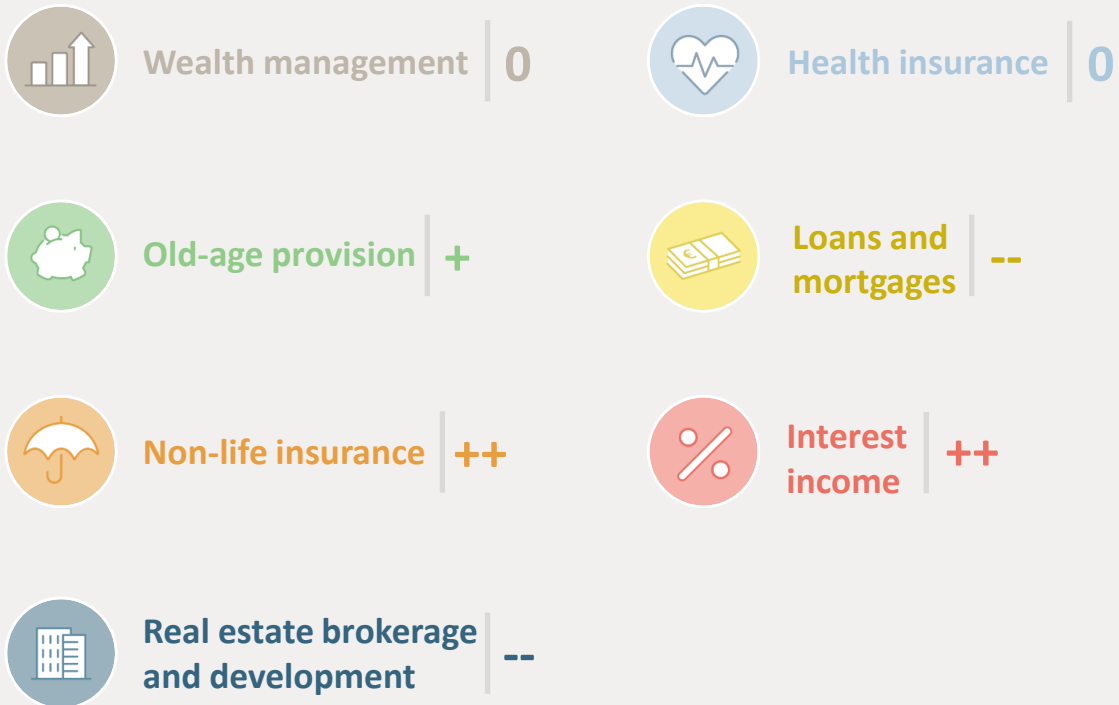 Wealth management 0
Health insurance 0
Old-age provision +
Loans and
mortgages --
Non-life insurance ++
Interest
income ++
Real estate brokerage
and development --